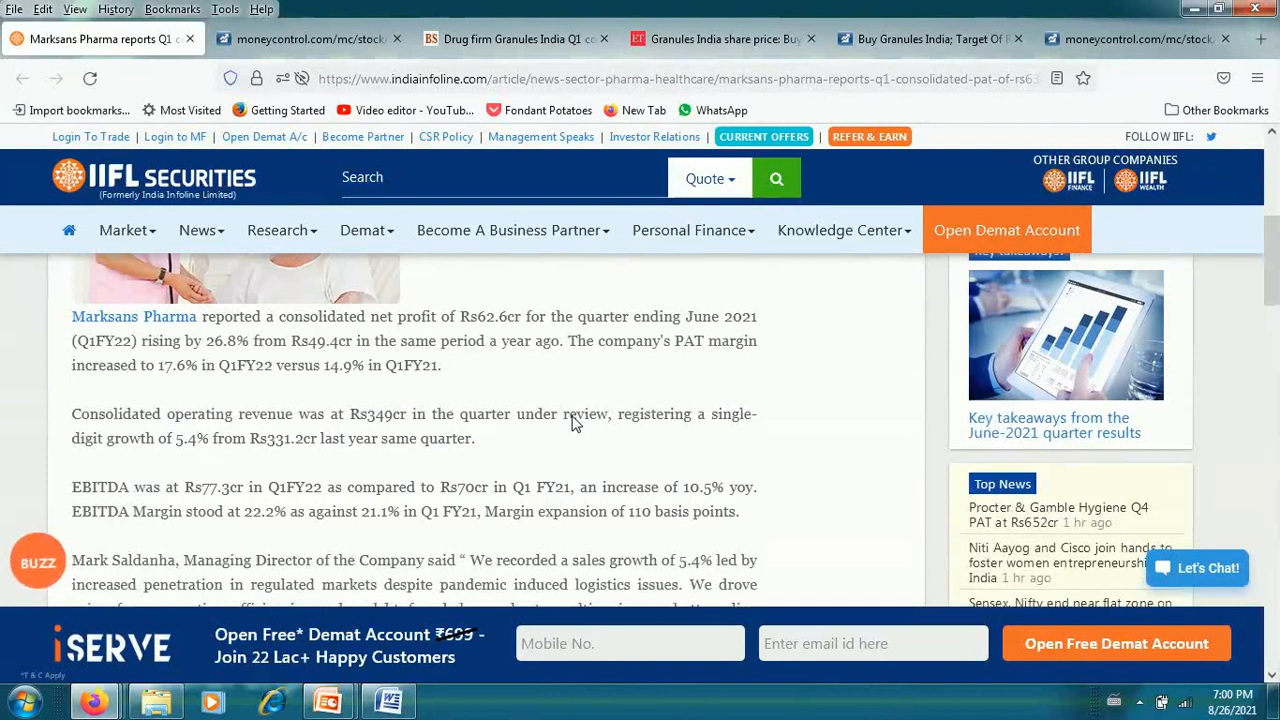 File Edit View History Bookmarks Tools Help
Marksans Pharma reports Q1 c
moneycontrol.com/mc/stock/
BS Drug firm Granules India Q1 co
ET Granules India share price: Buy
Buy Granules India; Target Of R
moneycontrol.com/mc/stock/
https://www.indiainfoline.com/article/news-sector-pharma-healthcare/marksans-pharma-reports-q1-consolidated-pat-of-rs63
Import bookmarks... Most Visited Getting Started Video editor - YouT... Fondant Potatoes New Tab WhatsApp Other Bookmarks
Login To Trade | Login to MF | Open Demat A/c | Become Partner | CSR Policy | Management Speaks | Investor Relations | CURRENT OFFERS | REFER & EARN FOLLOW IIFL:
IIFL SECURITIES
(Formerly India Infoline Limited)
Search
Quote
OTHER GROUP COMPANIES
IIFL FINANCE | IIFL WEALTH
Market News Research Demat Become A Business Partner Personal Finance Knowledge Center Open Demat Account
Marksans Pharma reported a consolidated net profit of Rs62.6cr for the quarter ending June 2021
(Q1FY22) rising by 26.8% from Rs49.4cr in the same period a year ago. The company's PAT margin
increased to 17.6% in Q1FY22 versus 14.9% in Q1FY21.
Consolidated operating revenue was at Rs349cr in the quarter under review, registering a single-
digit growth of 5.4% from Rs331.2cr last year same quarter.
EBITDA was at Rs77.3cr in Q1FY22 as compared to Rs70cr in Q1 FY21, an increase of 10.5% yoy.
EBITDA Margin stood at 22.2% as against 21.1% in Q1 FY21, Margin expansion of 110 basis points.
Mark Saldanha, Managing Director of the Company said “ We recorded a sales growth of 5.4% led by
increased penetration in regulated markets despite pandemic induced logistics issues. We drove
Key takeaways from the
June-2021 quarter results
Top News
Procter & Gamble Hygiene Q4
PAT at Rs652cr 1 hr ago
Niti Aayog and Cisco join hands to
foster women entrepreneurship
India 1 hr ago
Sensex, Nifty end near flat zone on
BUZZ
Let's Chat!
iSERVE
*T & C Apply
Open Free* Demat Account ₹699 -
Join 22 Lac+ Happy Customers
Mobile No.
Enter email id here
Open Free Demat Account
7:00 PM
8/26/2021